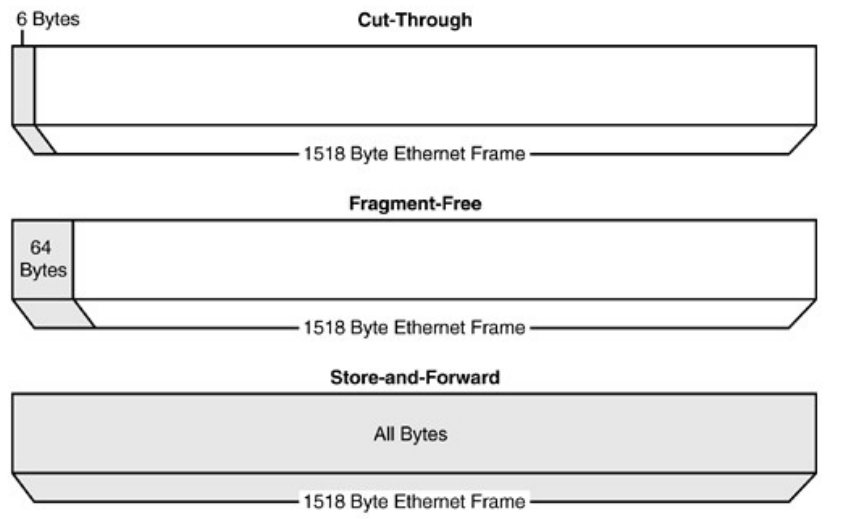 6 Bytes
Cut-Through
1518 Byte Ethernet Frame
Fragment-Free
64
Bytes
1518 Byte Ethernet Frame
Store-and-Forward
All Bytes
1518 Byte Ethernet Frame